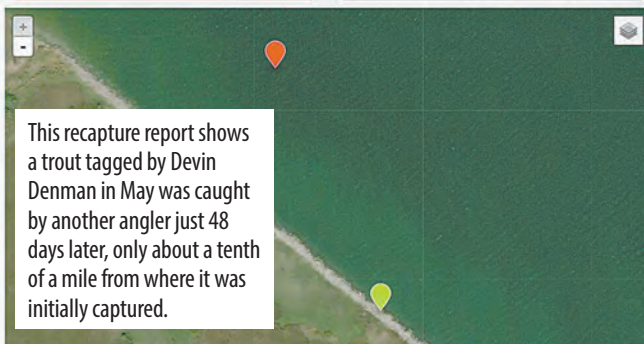 +
-
This recapture report shows
a trout tagged by Devin
Denman in May was caught
by another angler just 48
days later, only about a tenth
of a mile from where it was
initially captured.